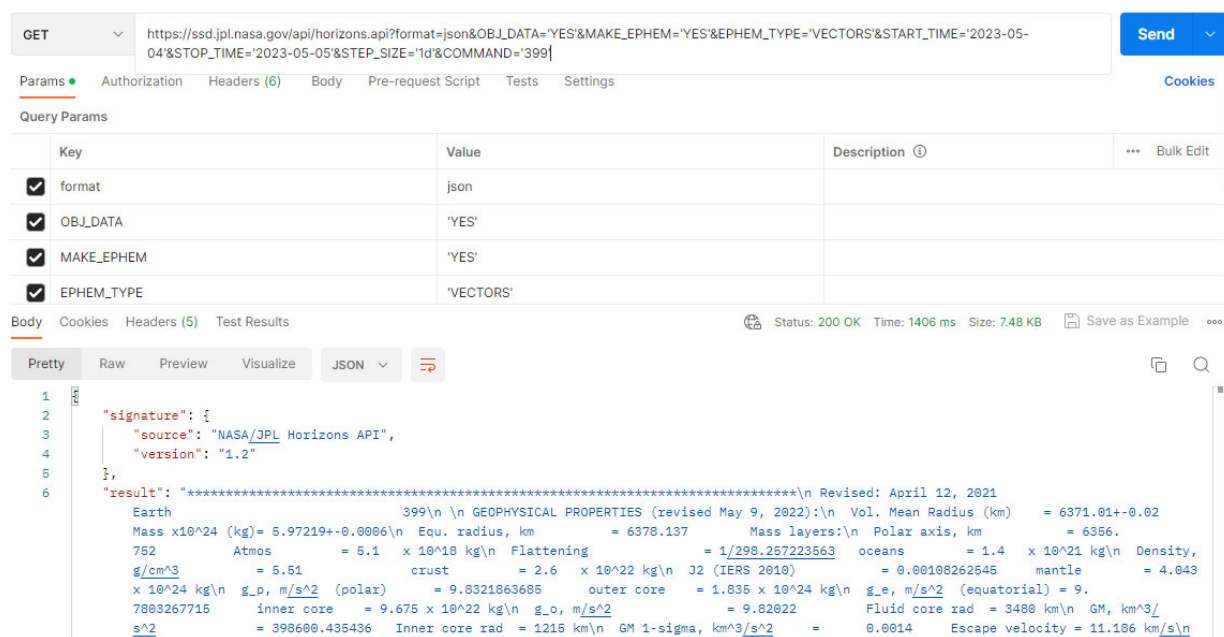 GET
https://ssd.jpl.nasa.gov/api/horizons.api?format=json&OBJ_DATA='YES'&MAKE_EPHEM='YES'&EPHEM_TYPE='VECTORS'&START_TIME='2023-05-
04'&STOP_TIME='2023-05-05'&STEP_SIZE='1d'&COMMAND='399'
Send
Params Authorization Headers (6) Body Pre-request Script Tests Settings Cookies
Query Params
Key Value Description ••• Bulk Edit
format json
OBJ_DATA 'YES'
MAKE_EPHEM 'YES'
EPHEM_TYPE 'VECTORS'
Body Cookies Headers (5) Test Results Status: 200 OK Time: 1406 ms Size: 7.48 KB Save as Example
Pretty Raw Preview Visualize JSON
1 {
2 "signature": {
3 "source": "NASA/JPL Horizons API",
4 "version": "1.2"
5 },
6 "result": "*******************************************************************************\n Revised: April 12, 2021
Earth 399\n \n GEOPHYSICAL PROPERTIES (revised May 9, 2022):\n Vol. Mean Radius (km) = 6371.01+-0.02
Mass x10^24 (kg)= 5.97219+-0.0006\n Equ. radius, km = 6378.137 Mass layers:\n Polar axis, km = 6356.
752 Atmos = 5.1 x 10^18 kg\n Flattening = 1/298.257223563 oceans = 1.4 x 10^21 kg\n Density,
g/cm^3 = 5.51 crust = 2.6 x 10^22 kg\n J2 (IERS 2010) = 0.00108262545 mantle = 4.043
x 10^24 kg\n g_p, m/s^2 (polar) = 9.8321863685 outer core = 1.835 x 10^24 kg\n g_e, m/s^2 (equatorial) = 9.
7803267715 inner core = 9.675 x 10^22 kg\n g_o, m/s^2 = 9.82022 Fluid core rad = 3480 km\n GM, km^3/
s^2 = 398600.435436 Inner core rad = 1215 km\n GM 1-sigma, km^3/s^2 = 0.0014 Escape velocity = 11.186 km/s\n